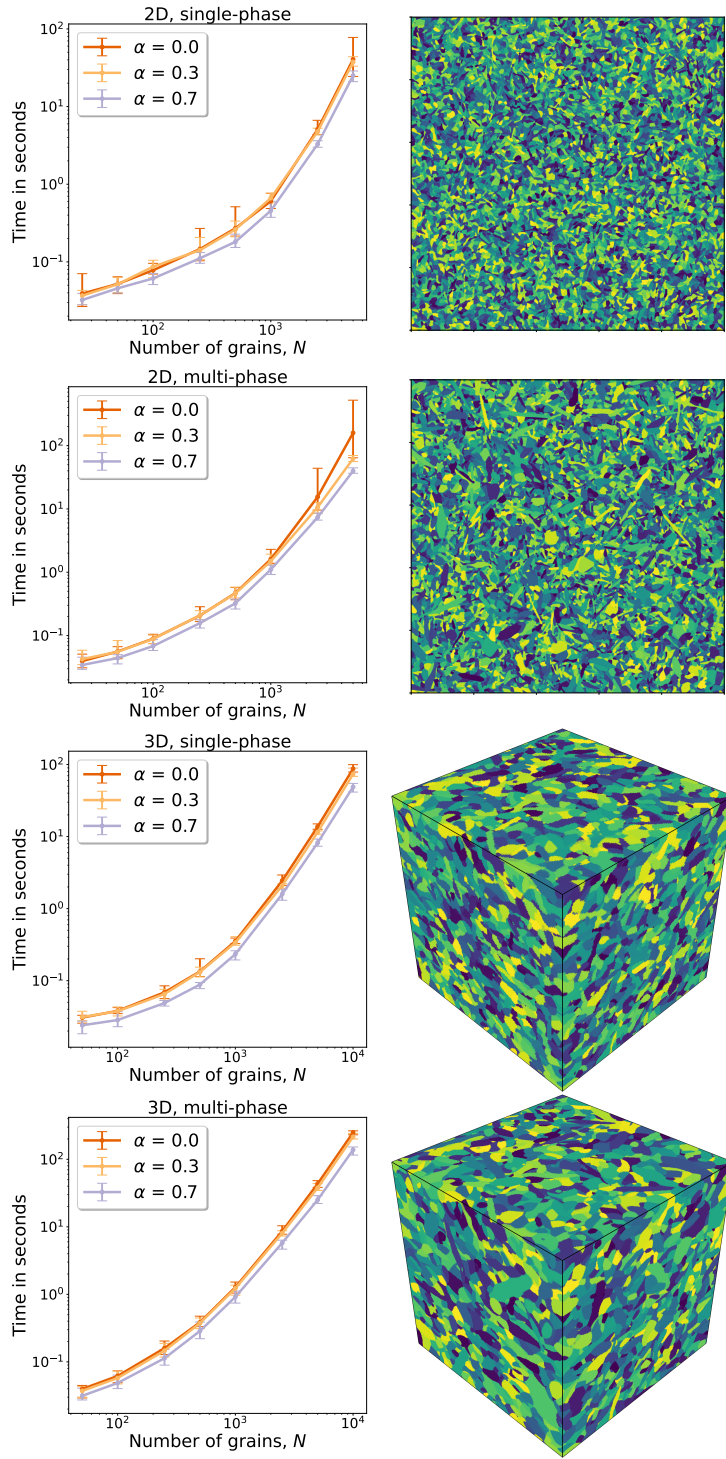 2D, single-phase
α = 0.0
α = 0.3
α = 0.7
Time in seconds
10²
10¹
10⁰
10⁻¹
10² 10³
Number of grains, N
2D, multi-phase
α = 0.0
α = 0.3
α = 0.7
Time in seconds
10²
10¹
10⁰
10⁻¹
10² 10³
Number of grains, N
3D, single-phase
α = 0.0
α = 0.3
α = 0.7
Time in seconds
10²
10¹
10⁰
10⁻¹
10² 10³ 10⁴
Number of grains, N
3D, multi-phase
α = 0.0
α = 0.3
α = 0.7
Time in seconds
10²
10¹
10⁰
10⁻¹
10² 10³ 10⁴
Number of grains, N